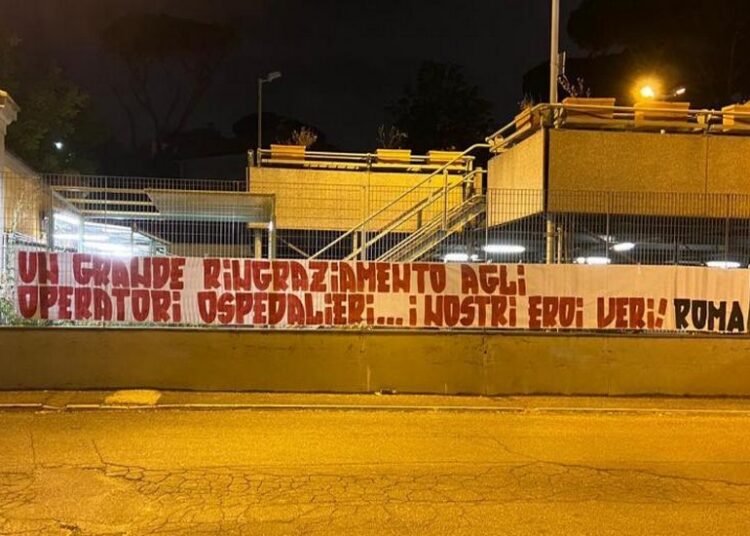 UN GRANDE RINGRAZIAMENTO AGLI
OPERATORI OSPEDALIERI... I NOSTRI EROI VERI! ROMA